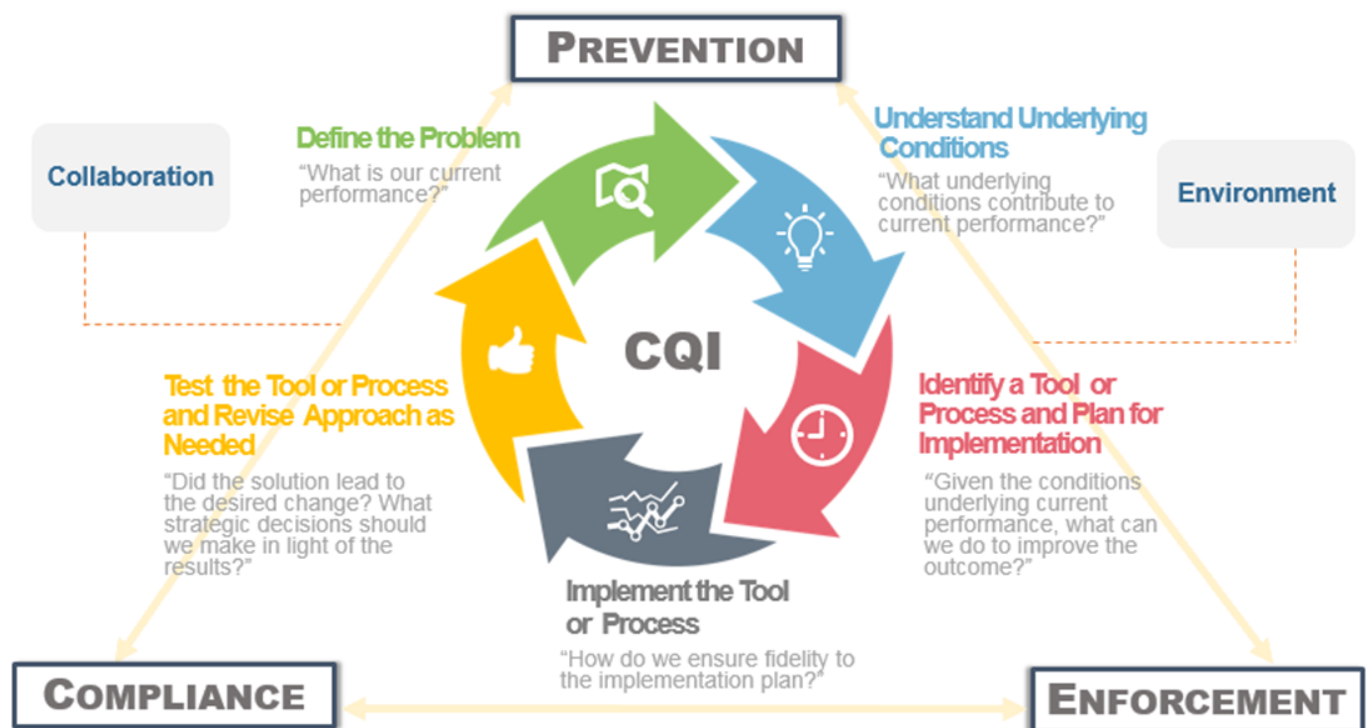 PREVENTION
Collaboration
Define the Problem
“What is our current
performance?”
Understand Underlying
Conditions
“What underlying
conditions contribute to
current performance?”
Environment
CQI
Test the Tool or Process
and Revise Approach as
Needed
“Did the solution lead to
the desired change? What
strategic decisions should
we make in light of the
results?”
Identify a Tool or
Process and Plan for
Implementation
“Given the conditions
underlying current
performance, what can
we do to improve the
outcome?”
Implement the Tool
or Process
“How do we ensure fidelity to
the implementation plan?”
COMPLIANCE
ENFORCEMENT